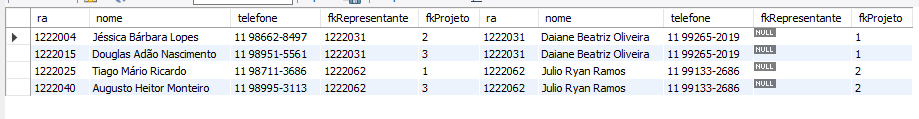 ra nome telefone fkRepresentante fkProjeto ra nome telefone fkRepresentante fkProjeto
1222004 Jéssica Bárbara Lopes 11 98662-8497 1222031 2 1222031 Daiane Beatriz Oliveira 11 99265-2019 NULL 1
1222015 Douglas Adão Nascimento 11 98951-5561 1222031 3 1222031 Daiane Beatriz Oliveira 11 99265-2019 NULL 1
1222025 Tiago Mário Ricardo 11 98711-3686 1222062 1 1222062 Julio Ryan Ramos 11 99133-2686 NULL 2
1222040 Augusto Heitor Monteiro 11 98995-3113 1222062 3 1222062 Julio Ryan Ramos 11 99133-2686 NULL 2